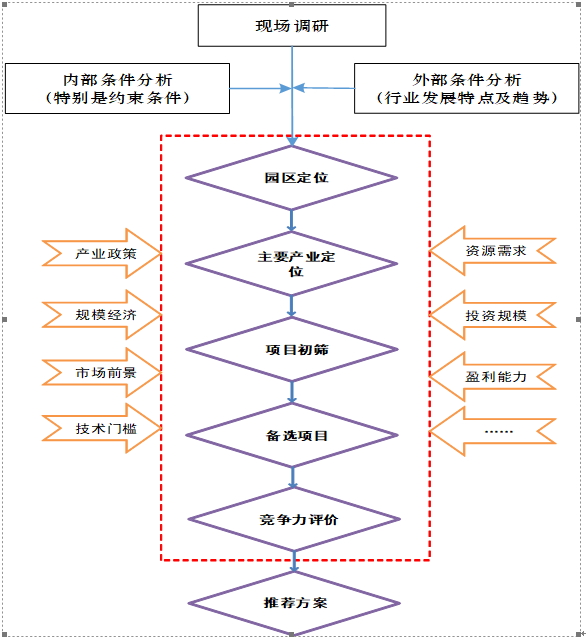 现场调研
内部条件分析
（特别是约束条件）
外部条件分析
（行业发展特点及趋势）
园区定位
产业政策
主要产业定
位
资源需求
规模经济
投资规模
项目初筛
市场前景
盈利能力
技术门槛
备选项目
……
竞争力评价
推荐方案